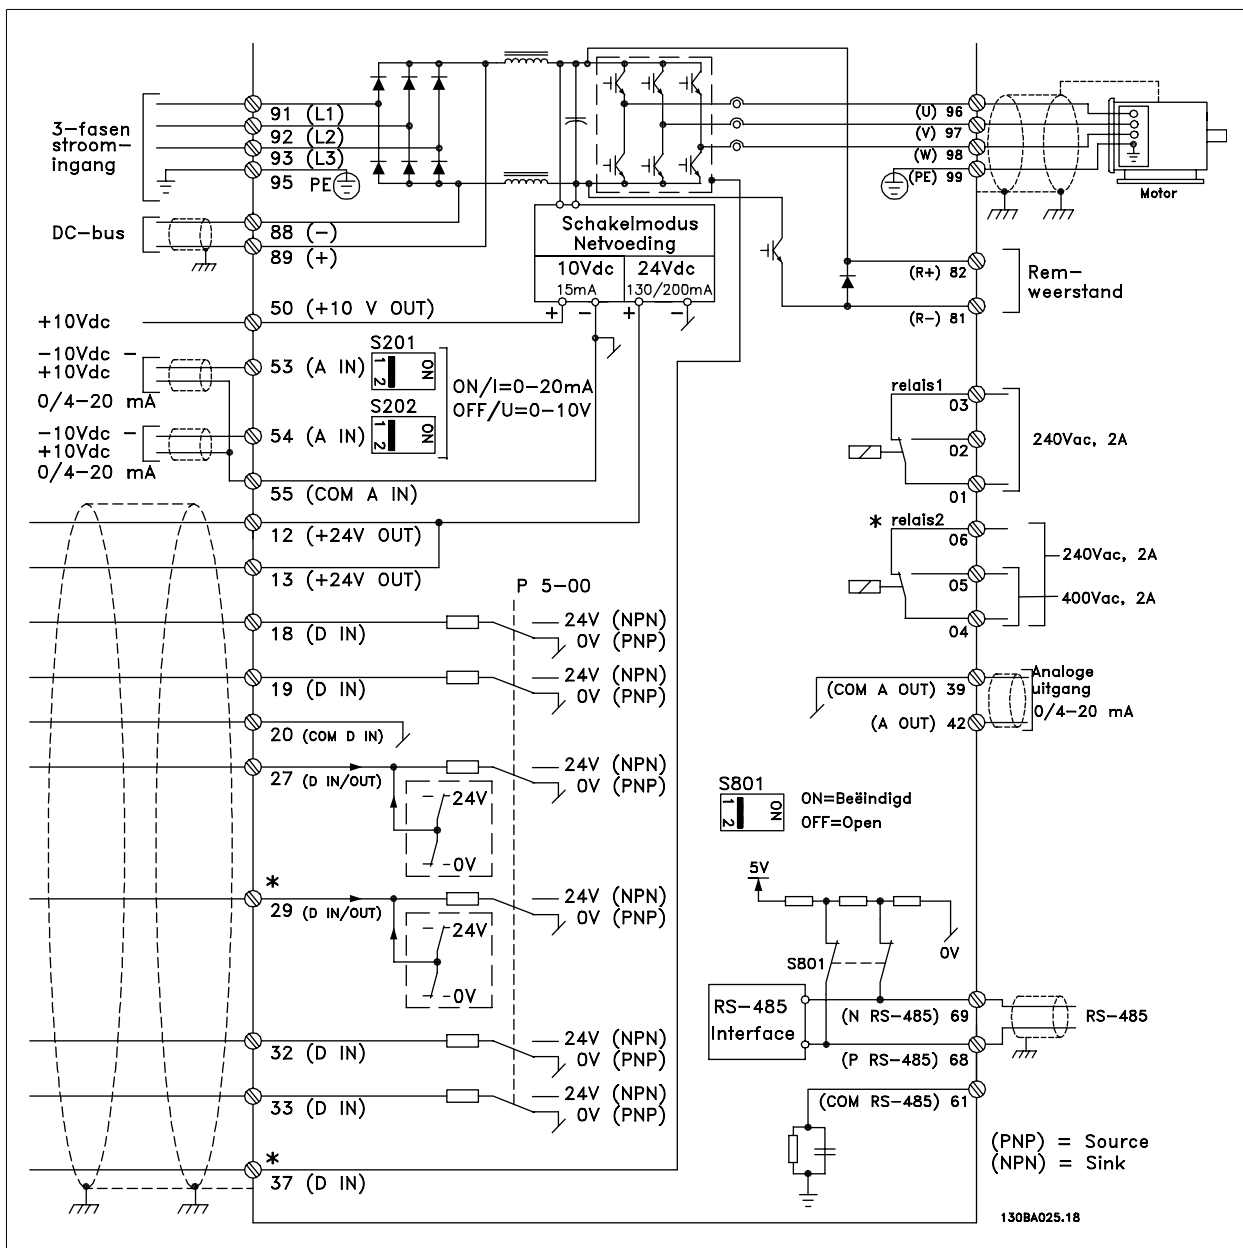 3-fasen
stroom-
ingang
91 (L1)
92 (L2)
93 (L3)
95 PE
DC-bus
88 (-)
89 (+)
+10Vdc
50 (+10 V OUT)
-10Vdc -
+10Vdc
0/4-20 mA
53 (A IN)
-10Vdc -
+10Vdc
0/4-20 mA
54 (A IN)
55 (COM A IN)
12 (+24V OUT)
13 (+24V OUT)
18 (D IN)
19 (D IN)
20 (COM D IN)
27 (D IN/OUT)
*
29 (D IN/OUT)
32 (D IN)
33 (D IN)
*
37 (D IN)
S201
1 2 ON
S202
1 2 ON
ON/I=0-20mA
OFF/U=0-10V
Schakelmodus
Netvoeding
10Vdc
15mA
24Vdc
130/200mA
+ - + -
P 5-00
24V (NPN)
0V (PNP)
24V (NPN)
0V (PNP)
24V (NPN)
0V (PNP)
24V
0V
24V (NPN)
0V (PNP)
24V
0V
24V (NPN)
0V (PNP)
24V (NPN)
0V (PNP)
(U) 96
(V) 97
(W) 98
(PE) 99
Motor
(R+) 82
(R-) 81
Rem-
weerstand
relais1
03
02
01
240Vac, 2A
* relais2
06
05
04
240Vac, 2A
400Vac, 2A
(COM A OUT) 39
(A OUT) 42
Analoge
uitgang
0/4-20 mA
S801
1 2 ON
ON=Beëindigd
OFF=Open
5V
0V
S801
RS-485
Interface
(N RS-485) 69
(P RS-485) 68
(COM RS-485) 61
RS-485
(PNP) = Source
(NPN) = Sink
130BA025.18